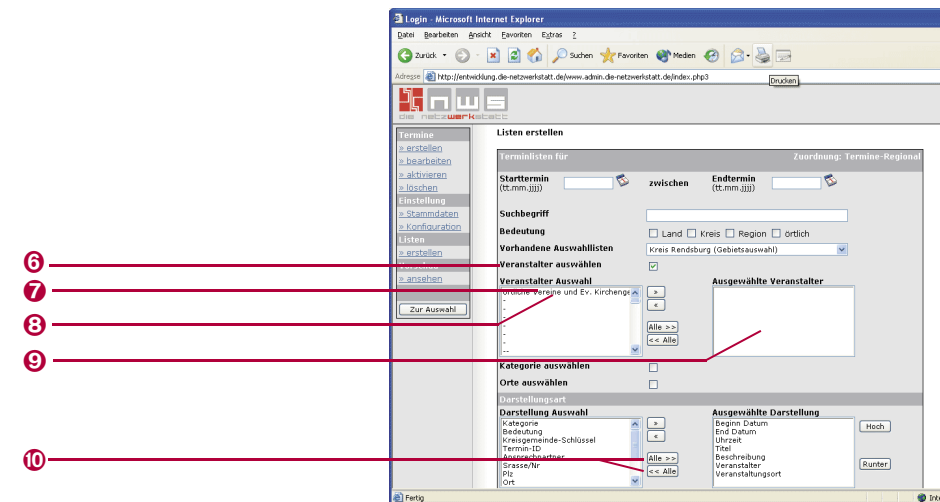 Login - Microsoft Internet Explorer
Datei Bearbeiten Ansicht Favoriten Extras ?
Zurück Suchen Favoriten Medien
Adresse http://entwicklung.die-netzwerkstatt.de/www.admin.die-netzwerkstatt.de/index.php3
Drucken
nws
die netzwerkstatt
Listen erstellen
Termine
» erstellen
» bearbeiten
» aktivieren
» löschen
Einstellung
» Stammdaten
» Konfiguration
Listen
» erstellen
» ansehen
Zur Auswahl
Terminlisten für Zuordnung: Termine-Regional
Starttermin
(tt.mm.jjjj)
zwischen
Endtermin
(tt.mm.jjjj)
Suchbegriff
Bedeutung Land Kreis Region örtlich
Vorhandene Auswahllisten Kreis Rendsburg (Gebietsauswahl)
6 Veranstalter auswählen
7 Veranstalter Auswahl Ausgewählte Veranstalter
örtliche Vereine und Ev. Kircheng
-
-
-
-
-
-
--
»
«
Alle >>
<< Alle
8
9
Kategorie auswählen
Orte auswählen
Darstellungsart
Darstellung Auswahl Ausgewählte Darstellung
Kategorie
Bedeutung
Kreisgemeinde-Schlüssel
Termin-ID
Ansprechpartner
Srasse/Nr
Plz
Ort
»
«
Alle >>
<< Alle
Beginn Datum
End Datum
Uhrzeit
Titel
Beschreibung
Veranstalter
Veranstaltungsort
Hoch
Runter
10
Fertig Inte